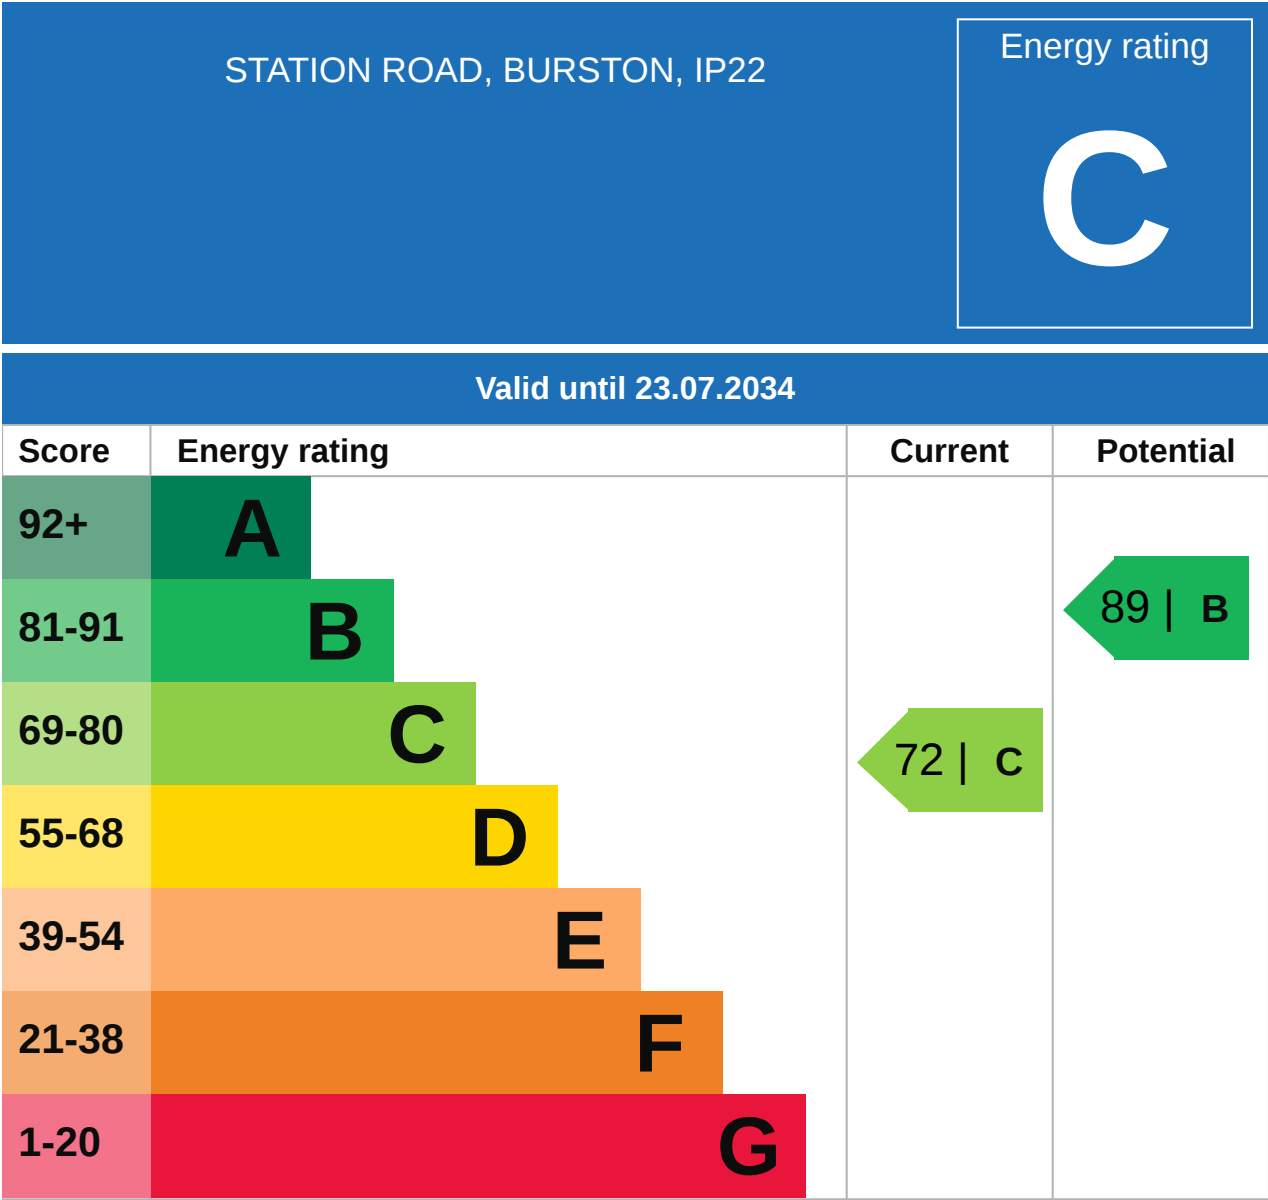 STATION ROAD, BURSTON, IP22
Energy rating
C
Valid until 23.07.2034
Score Energy rating Current Potential
92+ A
81-91 B
89 | B
69-80 C
72 | C
55-68 D
39-54 E
21-38 F
1-20 G